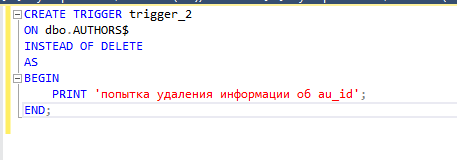 CREATE TRIGGER trigger_2
ON dbo.AUTHORS$
INSTEAD OF DELETE
AS
BEGIN
PRINT 'попытка удаления информации об au_id';
END;